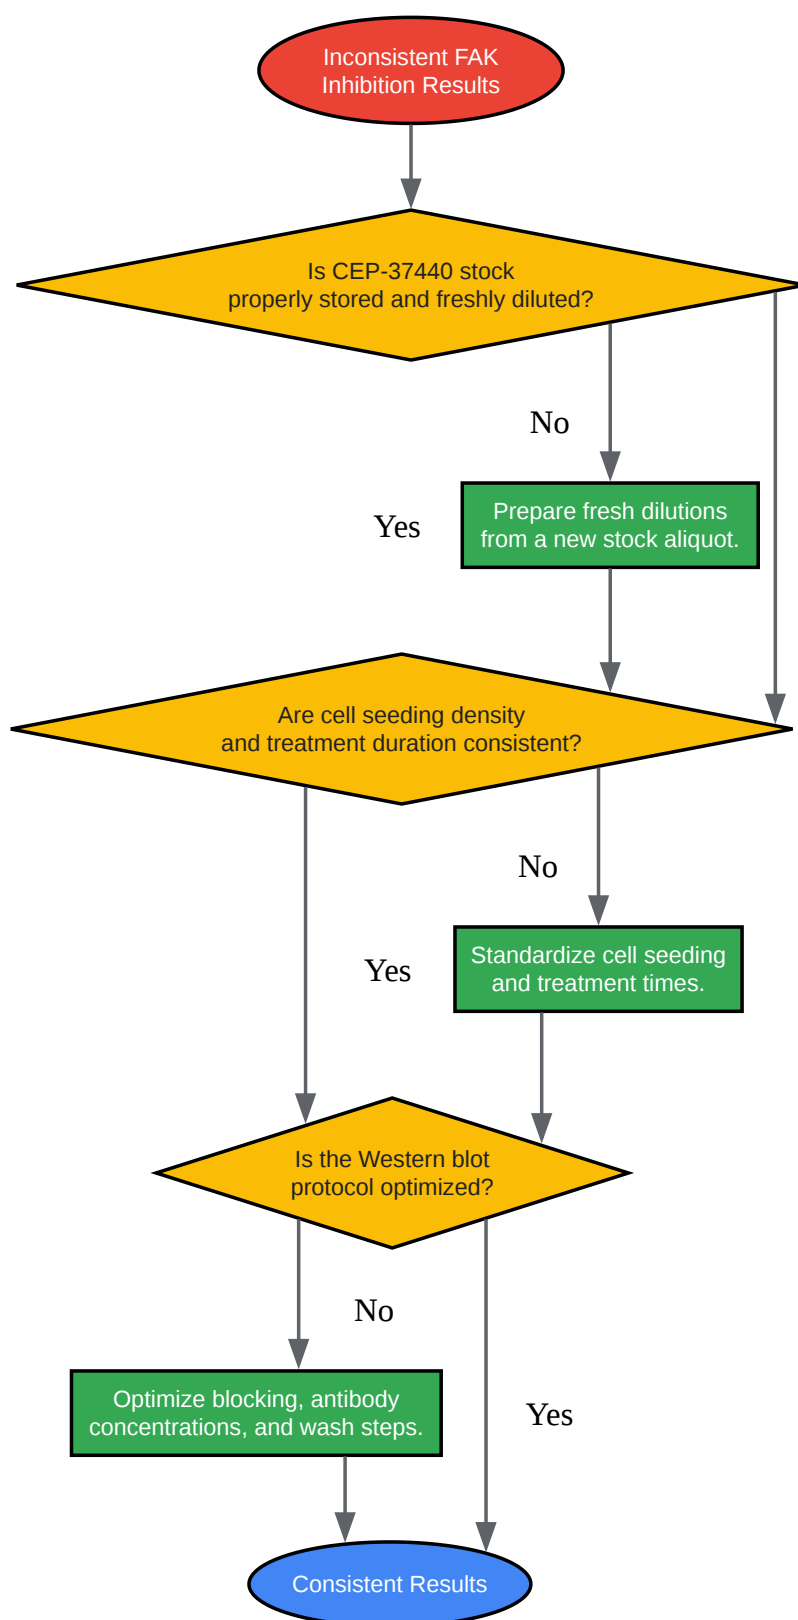 Inconsistent FAK
Inhibition Results
Is CEP-37440 stock
properly stored and freshly diluted?
No
Prepare fresh dilutions
from a new stock aliquot.
Yes
Are cell seeding density
and treatment duration consistent?
No
Standardize cell seeding
and treatment times.
Yes
Is the Western blot
protocol optimized?
No
Optimize blocking, antibody
concentrations, and wash steps.
Yes
Consistent Results